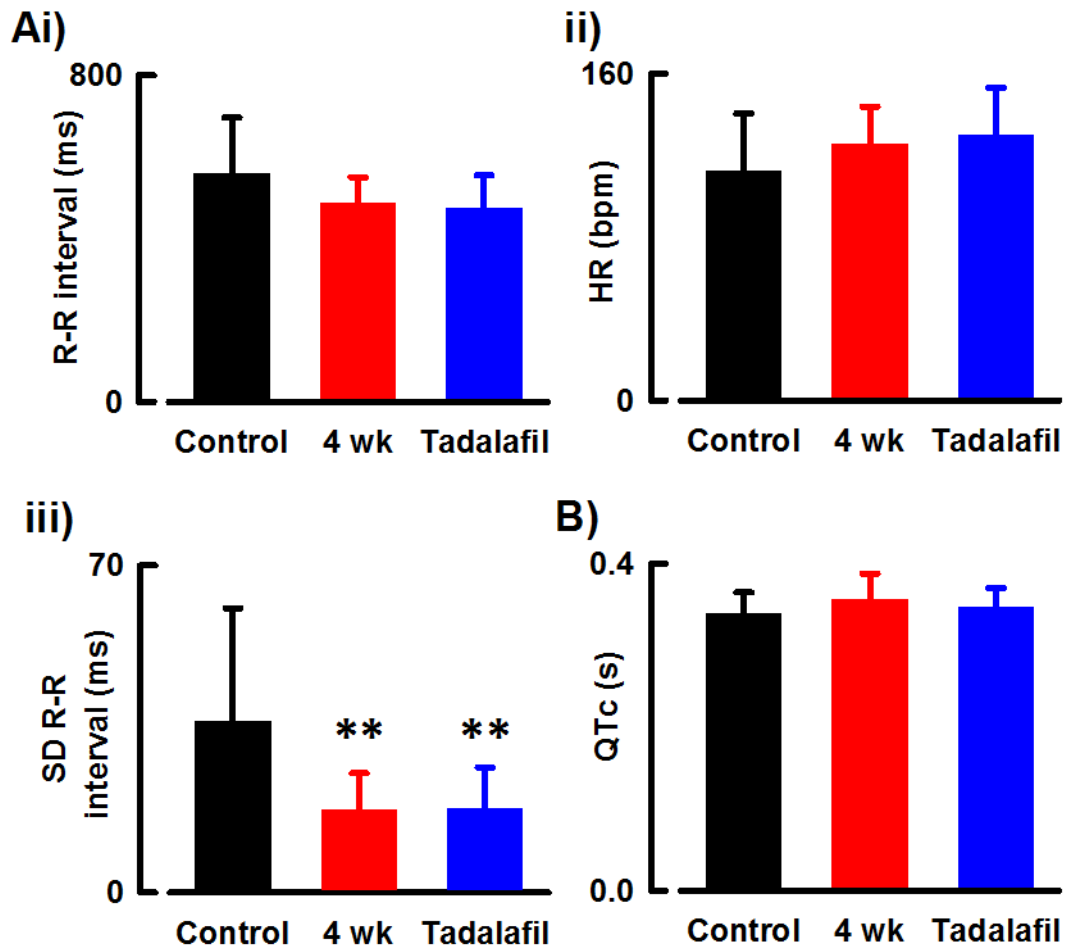 Ai)
800
R-R interval (ms)
0
Control 4 wk Tadalafil
ii)
160
HR (bpm)
0
Control 4 wk Tadalafil
iii)
70
SD R-R
interval (ms)
** **
0
Control 4 wk Tadalafil
B)
0.4
QTc (s)
0.0
Control 4 wk Tadalafil